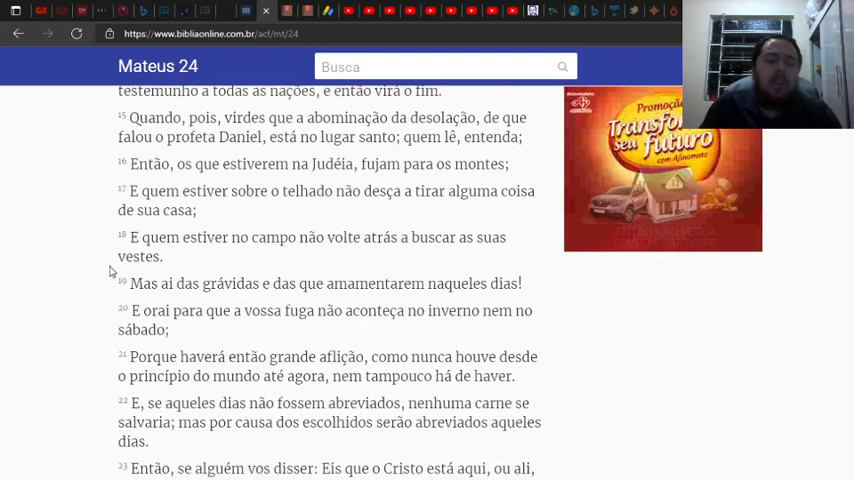 G1
https://www.bibliaonline.com.br/acf/mt/24
Mateus 24
Busca
testemunho a todas as nações, e então virá o fim.
15 Quando, pois, virdes que a abominação da desolação, de que
falou o profeta Daniel, está no lugar santo; quem lê, entenda;
16 Então, os que estiverem na Judéia, fujam para os montes;
17 E quem estiver sobre o telhado não desça a tirar alguma coisa
de sua casa;
18 E quem estiver no campo não volte atrás a buscar as suas
vestes.
19 Mas ai das grávidas e das que amamentarem naqueles dias!
20 E orai para que a vossa fuga não aconteça no inverno nem no
sábado;
21 Porque haverá então grande aflição, como nunca houve desde
o princípio do mundo até agora, nem tampouco há de haver.
22 E, se aqueles dias não fossem abreviados, nenhuma carne se
salvaria; mas por causa dos escolhidos serão abreviados aqueles
dias.
23 Então, se alguém vos disser: Eis que o Cristo está aqui, ou ali,
Promoção
Transforma
seu futuro
com Ajinomoto
ENTÃO NÃO PERCA
TEMPO E PARTICIPE!